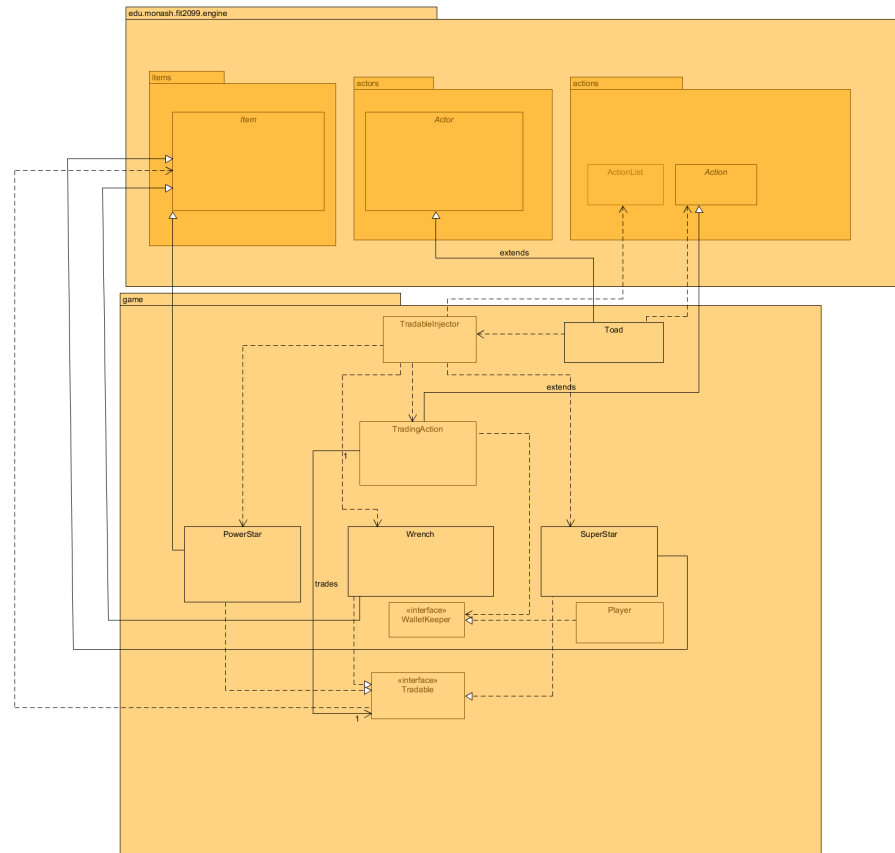 edu.monash.fit2099.engine
items
actors
actions
Item
Actor
ActionList
Action
extends
game
TradableInjector
Toad
extends
TradingAction
1
PowerStar
Wrench
SuperStar
trades
«interface»
WalletKeeper
Player
«interface»
Tradable
1